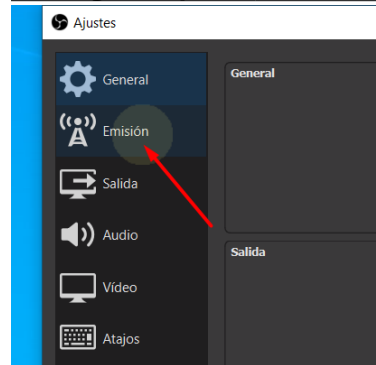 Ajustes
General
Emisión
Salida
Audio
Vídeo
Atajos
General
Salida